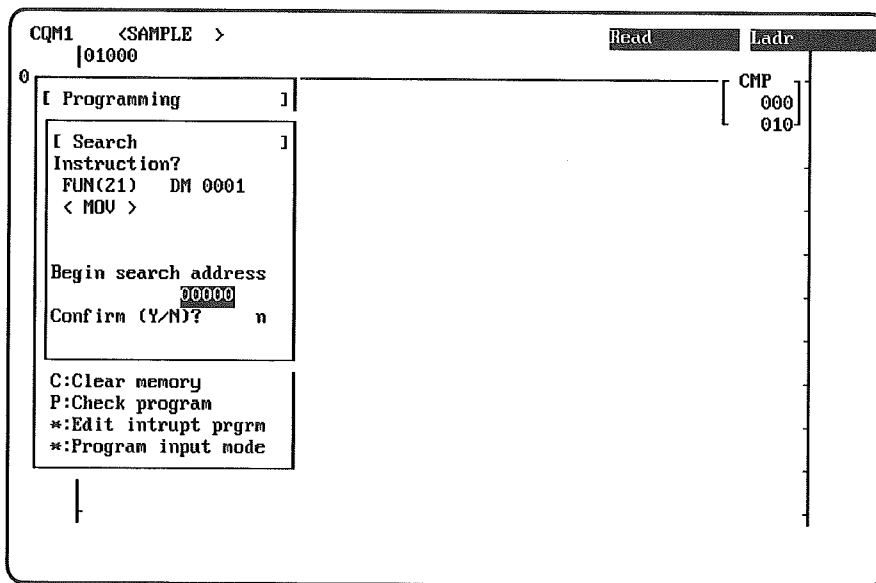 CQM1 <SAMPLE > Read Ladr
01000
0
CMP
[ Programming ]
000
010
[ Search ]
Instruction?
FUN(21) DM 0001
< MOV >
Begin search address
00000
Confirm (Y/N)? n
C:Clear memory
P:Check program
*:Edit intrupt prgrm
*:Program input mode